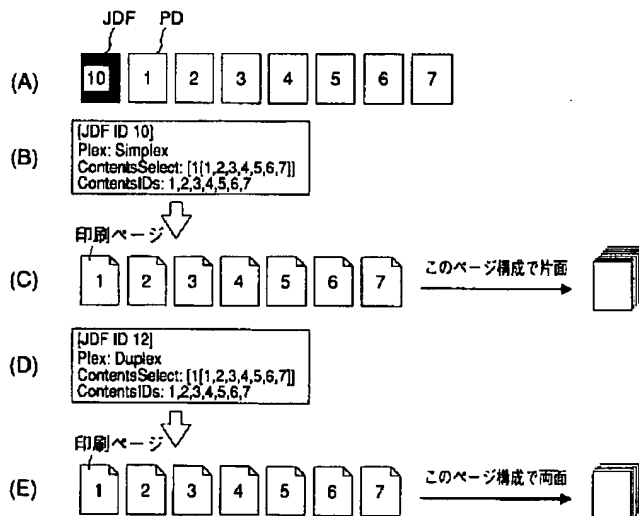 JDF PD
(A) 10 1 2 3 4 5 6 7
(B) [JDF ID 10]
Plex: Simplex
ContentsSelect: [1[1,2,3,4,5,6,7]]
ContentsIDs: 1,2,3,4,5,6,7
印刷ページ
(C) 1 2 3 4 5 6 7 このページ構成で片面
(D) [JDF ID 12]
Plex: Duplex
ContentsSelect: [1[1,2,3,4,5,6,7]]
ContentsIDs: 1,2,3,4,5,6,7
印刷ページ
(E) 1 2 3 4 5 6 7 このページ構成で両面